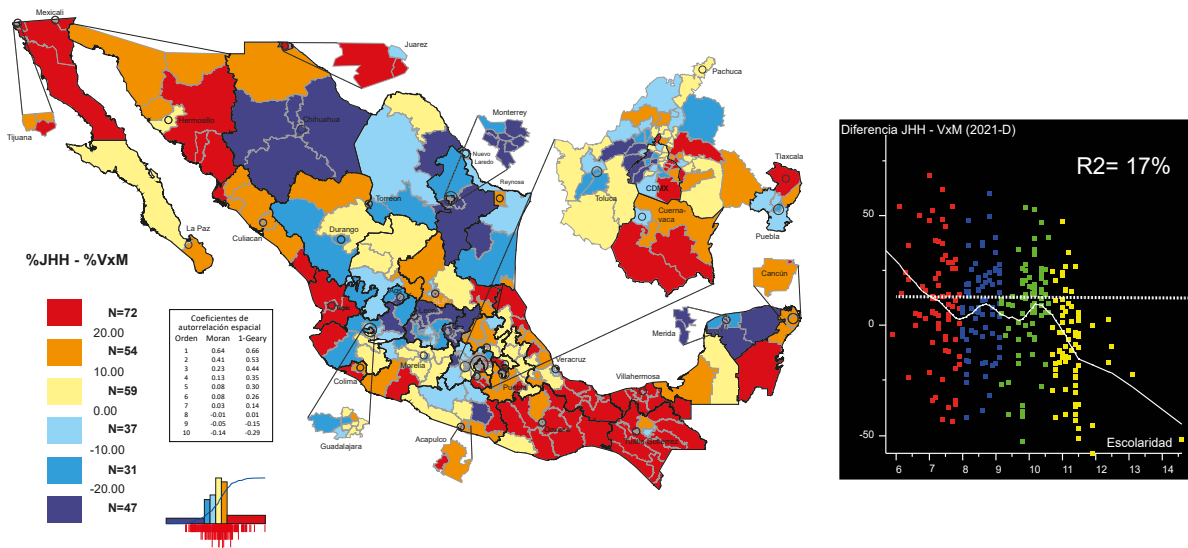 Mexicali
Tijuana
Hermosillo
La Paz
Culiacan
Chihuahua
Juarez
Torreon
Durango
Monterrey
Nuevo
Laredo
Reynosa
Pachuca
Toluca
CDMX
Cuerna-
vaca
Tlaxcala
Puebla
Cancún
Merida
Villahermosa
Veracruz
Morelia
Colima
Guadalajara
Acapulco
Puebla
Oaxaca
Tuxtla Gutierrez
%JHH - %VxM
N=72
20.00
N=54
10.00
N=59
0.00
N=37
-10.00
N=31
-20.00
N=47
Coeficientes de
autorrelación espacial
Orden Moran 1-Geary
1 0.64 0.66
2 0.41 0.53
3 0.23 0.44
4 0.13 0.35
5 0.08 0.30
6 0.08 0.26
7 0.03 0.14
8 -0.01 0.01
9 -0.05 -0.15
10 -0.14 -0.29
Diferencia JHH - VxM (2021-D)
R2= 17%
50
0
-50
Escolaridad
6 7 8 9 10 11 12 13 14